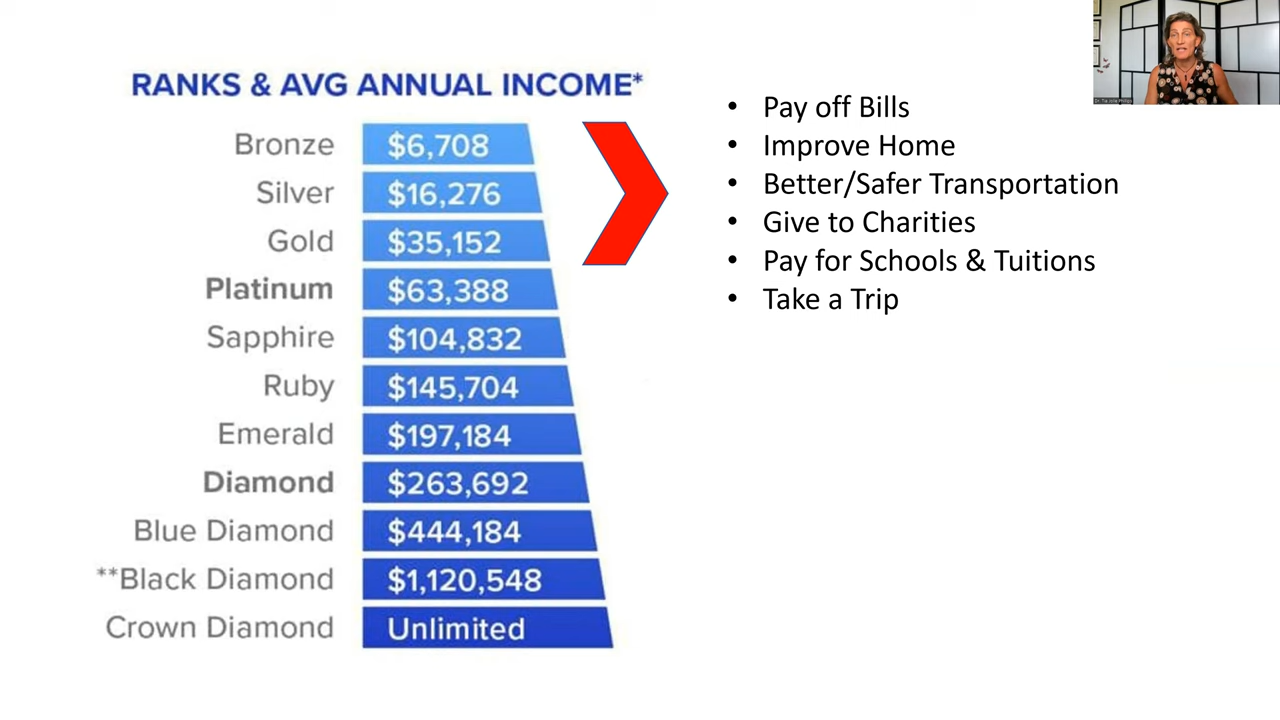 RANKS & AVG ANNUAL INCOME*
Bronze $6,708
Silver $16,276
Gold $35,152
Platinum $63,388
Sapphire $104,832
Ruby $145,704
Emerald $197,184
Diamond $263,692
Blue Diamond $444,184
**Black Diamond $1,120,548
Crown Diamond Unlimited
• Pay off Bills
• Improve Home
• Better/Safer Transportation
• Give to Charities
• Pay for Schools & Tuitions
• Take a Trip